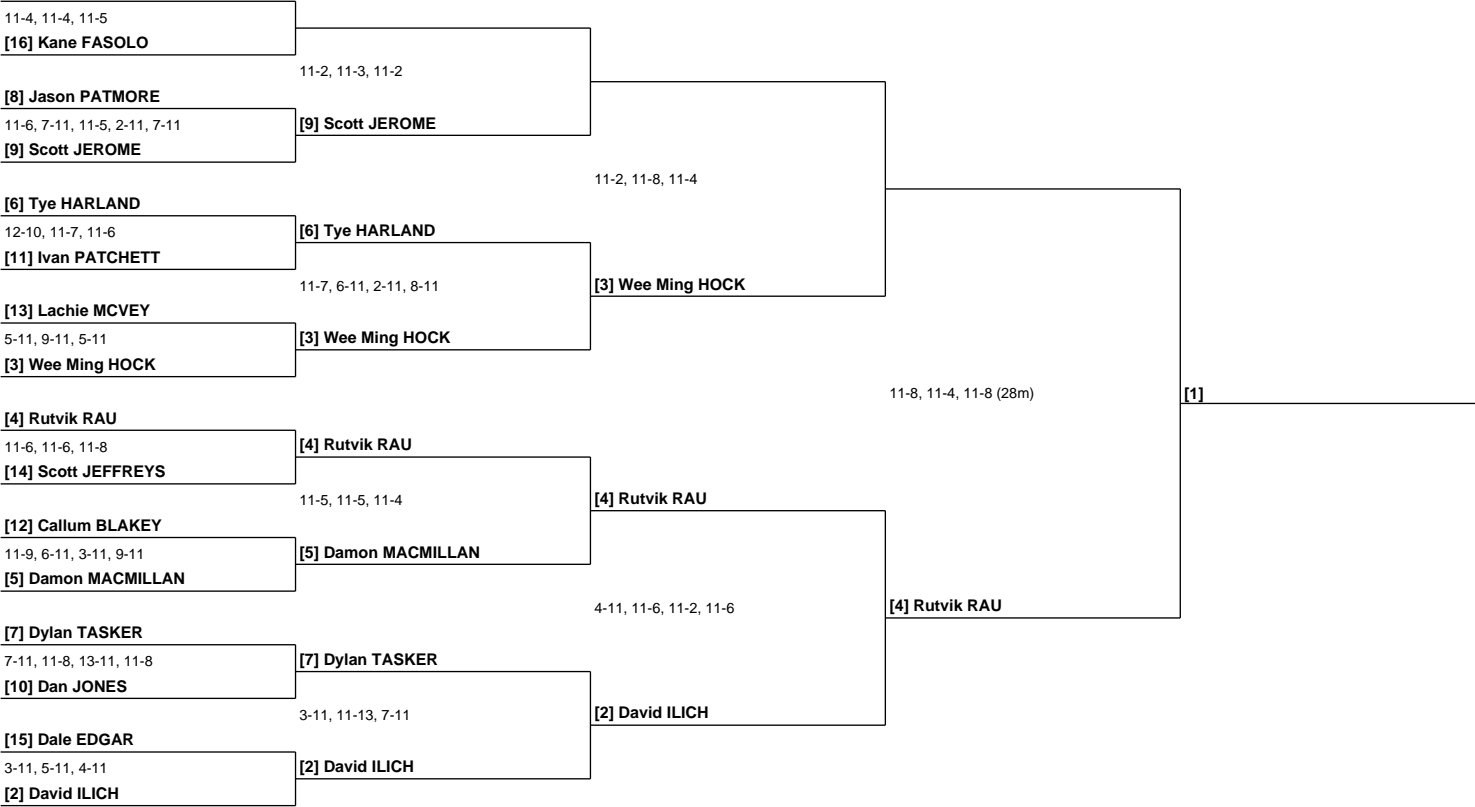 11-4, 11-4, 11-5
[16] Kane FASOLO
11-2, 11-3, 11-2
[8] Jason PATMORE
11-6, 7-11, 11-5, 2-11, 7-11
[9] Scott JEROME
[9] Scott JEROME
11-2, 11-8, 11-4
[6] Tye HARLAND
12-10, 11-7, 11-6
[6] Tye HARLAND
[11] Ivan PATCHETT
11-7, 6-11, 2-11, 8-11
[3] Wee Ming HOCK
[13] Lachie MCVEY
5-11, 9-11, 5-11
[3] Wee Ming HOCK
[3] Wee Ming HOCK
11-8, 11-4, 11-8 (28m)
[1]
[4] Rutvik RAU
11-6, 11-6, 11-8
[4] Rutvik RAU
[14] Scott JEFFREYS
11-5, 11-5, 11-4
[4] Rutvik RAU
[12] Callum BLAKEY
11-9, 6-11, 3-11, 9-11
[5] Damon MACMILLAN
[5] Damon MACMILLAN
4-11, 11-6, 11-2, 11-6
[4] Rutvik RAU
[7] Dylan TASKER
7-11, 11-8, 13-11, 11-8
[7] Dylan TASKER
[10] Dan JONES
3-11, 11-13, 7-11
[2] David ILICH
[15] Dale EDGAR
3-11, 5-11, 4-11
[2] David ILICH
[2] David ILICH